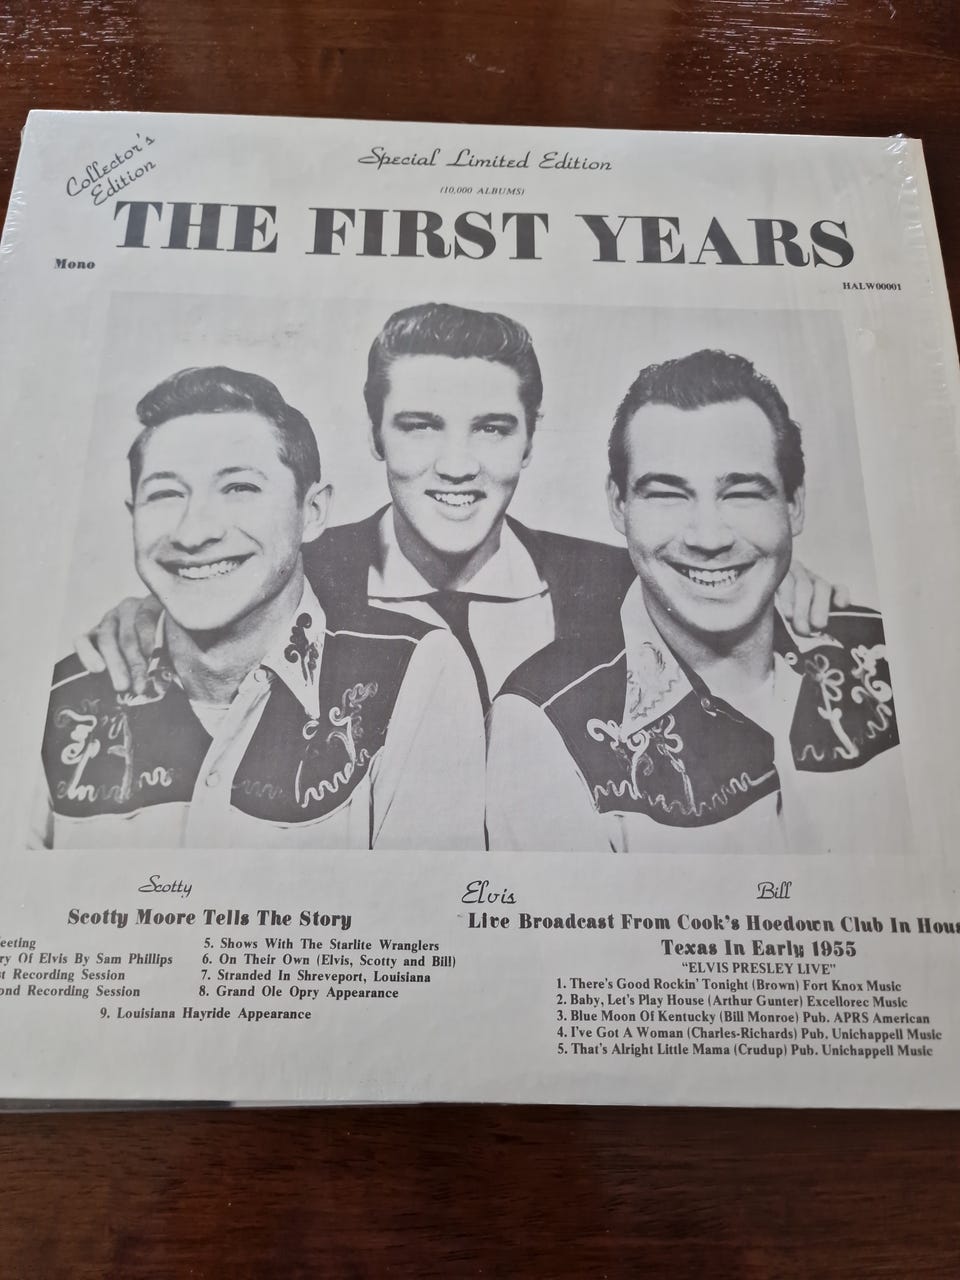 Collector's
Edition
Special Limited Edition
(10,000 ALBUMS)
THE FIRST YEARS
Mono
HALW00001
Scotty
Elvis
Bill
Scotty Moore Tells The Story
eeting
ry Of Elvis By Sam Phillips
t Recording Session
ond Recording Session
5. Shows With The Starlite Wranglers
6. On Their Own (Elvis, Scotty and Bill)
7. Stranded In Shreveport, Louisiana
8. Grand Ole Opry Appearance
9. Louisiana Hayride Appearance
Live Broadcast From Cook's Hoedown Club In Hous
Texas In Early 1955
"ELVIS PRESLEY LIVE"
1. There's Good Rockin' Tonight (Brown) Fort Knox Music
2. Baby, Let's Play House (Arthur Gunter) Excellorec Music
3. Blue Moon Of Kentucky (Bill Monroe) Pub. APRS American
4. I've Got A Woman (Charles-Richards) Pub. Unichappell Music
5. That's Alright Little Mama (Crudup) Pub. Unichappell Music